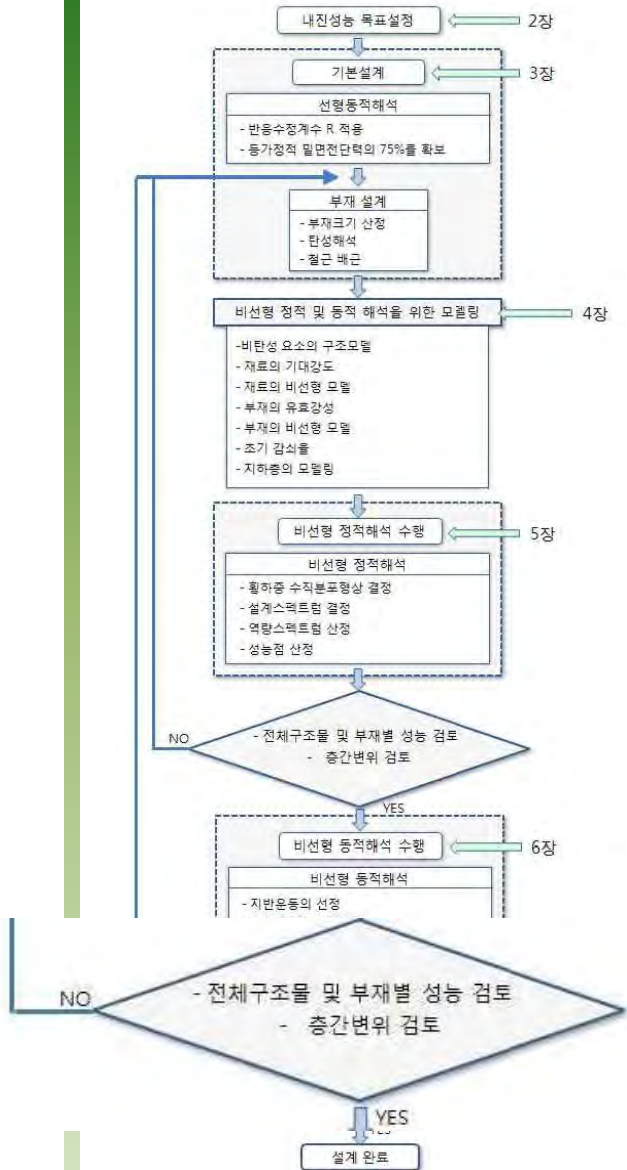 내진성능 목표설정
2장
기본설계
3장
선형동적해석
- 반응수정계수 R 적용
- 등가정적 밑면전단력의 75%를 확보
부재 설계
- 부재크기 산정
- 탄성해석
- 철근 배근
비선형 정적 및 동적 해석을 위한 모델링
4장
-비탄성 요소의 구조모델
- 재료의 기대강도
- 재료의 비선형 모델
- 부재의 유효강성
- 부재의 비선형 모델
- 초기 감쇠율
- 지하층의 모델링
비선형 정적해석 수행
5장
비선형 정적해석
- 횡하중 수직분포형상 결정
- 설계스펙트럼 결정
- 역량스펙트럼 산정
- 성능점 산정
NO
- 전체구조물 및 부재별 성능 검토
- 층간변위 검토
YES
비선형 동적해석 수행
6장
비선형 동적해석
- 지반운동의 선정
NO
- 전체구조물 및 부재별 성능 검토
- 층간변위 검토
YES
설계 완료